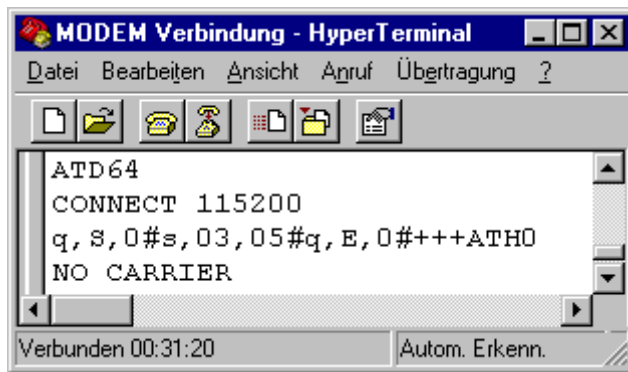 MODEM Verbindung - HyperTerminal
Datei Bearbeiten Ansicht Anruf Übertragung ?
ATD64
CONNECT 115200
q,S,0#s,03,05#q,E,0#+++ATH0
NO CARRIER
Verbunden 00:31:20 Autom. Erkenn.